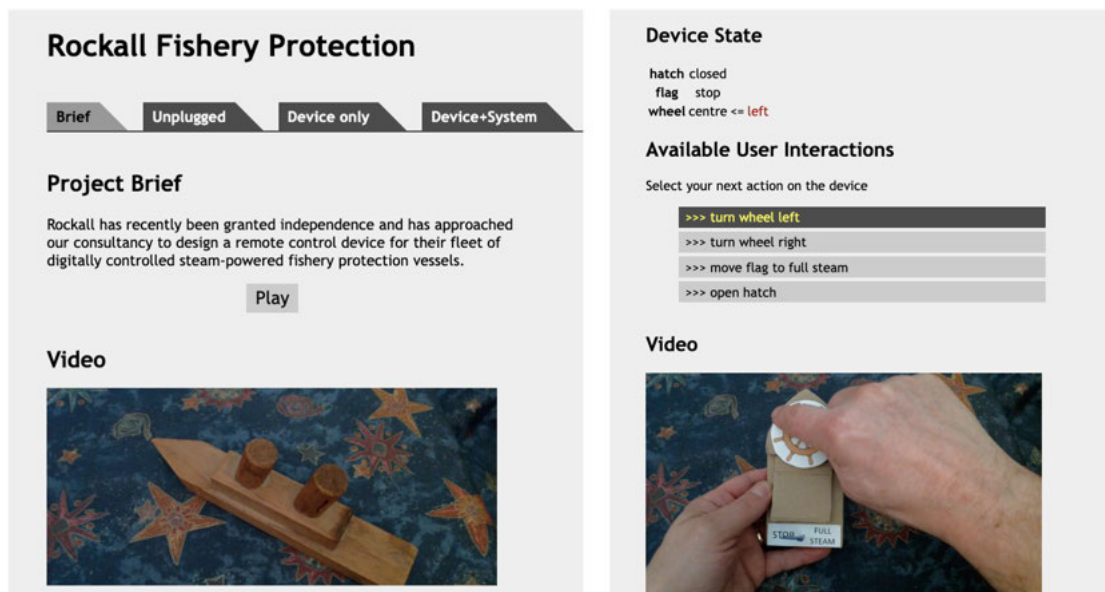 Rockall Fishery Protection
Brief
Unplugged
Device only
Device+System
Project Brief
Rockall has recently been granted independence and has approached
our consultancy to design a remote control device for their fleet of
digitally controlled steam-powered fishery protection vessels.
Play
Video
Device State
hatch closed
flag stop
wheel centre <= left
Available User Interactions
Select your next action on the device
>>> turn wheel left
>>> turn wheel right
>>> move flag to full steam
>>> open hatch
Video
STOP FULL
STEAM